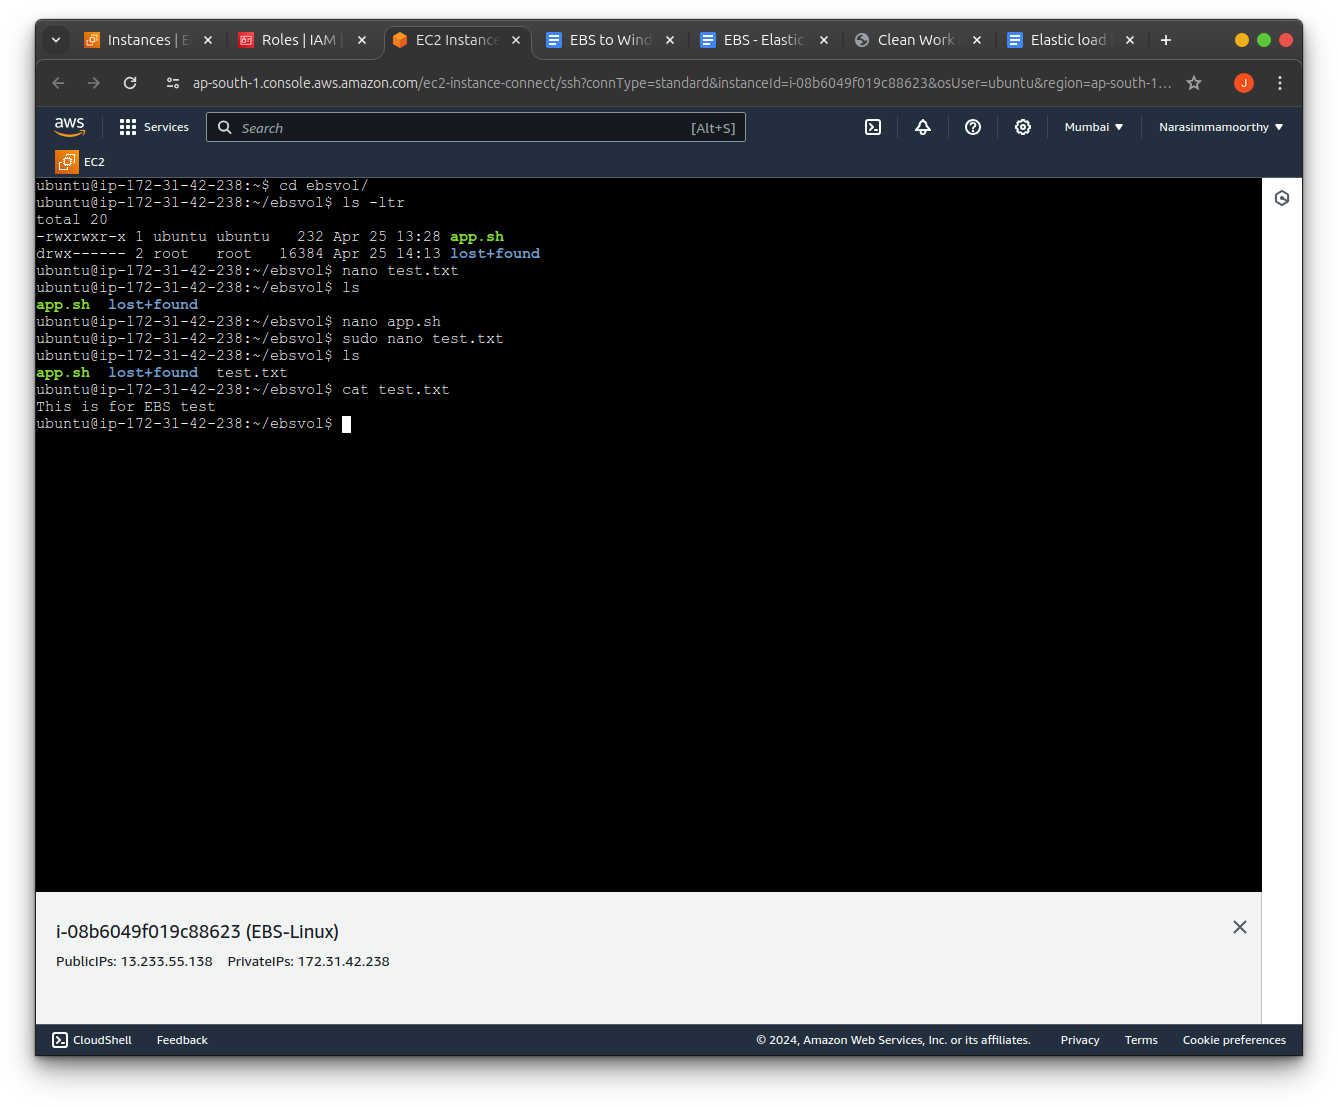 Instances | E
Roles | IAM |
EC2 Instance
EBS to Wind
EBS - Elastic
Clean Work
Elastic load
ap-south-1.console.aws.amazon.com/ec2-instance-connect/ssh?connType=standard&instanceId=i-08b6049f019c88623&osUser=ubuntu&region=ap-south-1...
J
aws
Services
Search
[Alt+S]
Mumbai
Narasimmamoorthy
EC2
ubuntu@ip-172-31-42-238:~$ cd ebsvol/
ubuntu@ip-172-31-42-238:~/ebsvol$ ls -ltr
total 20
-rwxrwxr-x 1 ubuntu ubuntu   232 Apr 25 13:28 app.sh
drwx------ 2 root   root   16384 Apr 25 14:13 lost+found
ubuntu@ip-172-31-42-238:~/ebsvol$ nano test.txt
ubuntu@ip-172-31-42-238:~/ebsvol$ ls
app.sh  lost+found
ubuntu@ip-172-31-42-238:~/ebsvol$ nano app.sh
ubuntu@ip-172-31-42-238:~/ebsvol$ sudo nano test.txt
ubuntu@ip-172-31-42-238:~/ebsvol$ ls
app.sh  lost+found  test.txt
ubuntu@ip-172-31-42-238:~/ebsvol$ cat test.txt
This is for EBS test
ubuntu@ip-172-31-42-238:~/ebsvol$
i-08b6049f019c88623 (EBS-Linux)
PublicIPs: 13.233.55.138 PrivateIPs: 172.31.42.238
CloudShell
Feedback
© 2024, Amazon Web Services, Inc. or its affiliates.
Privacy
Terms
Cookie preferences